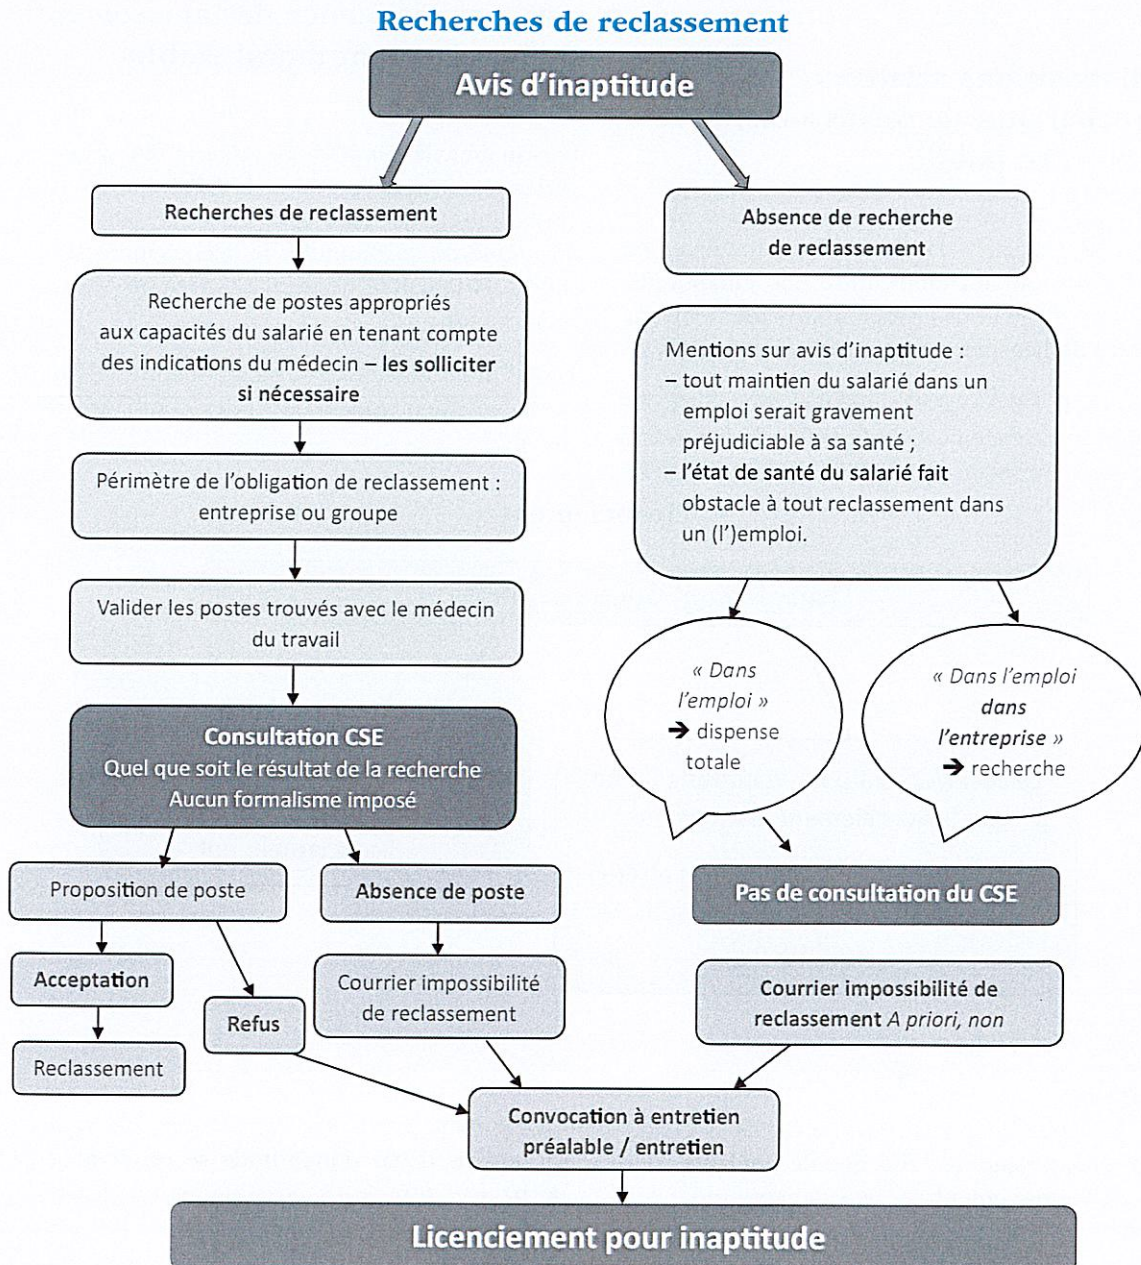 Recherches de reclassement
Avis d'inaptitude
Recherches de reclassement
Recherche de postes appropriés
aux capacités du salarié en tenant compte
des indications du médecin – les solliciter
si nécessaire
Périmètre de l'obligation de reclassement :
entreprise ou groupe
Valider les postes trouvés avec le médecin
du travail
Consultation CSE
Quel que soit le résultat de la recherche
Aucun formalisme imposé
Proposition de poste
Absence de poste
Acceptation
Refus
Courrier impossibilité
de reclassement
Reclassement
Absence de recherche
de reclassement
Mentions sur avis d'inaptitude :
– tout maintien du salarié dans un
emploi serait gravement
préjudiciable à sa santé ;
– l'état de santé du salarié fait
obstacle à tout reclassement dans
un (l')emploi.
« Dans
l'emploi »
➔ dispense
totale
« Dans l'emploi
dans
l'entreprise »
➔ recherche
Pas de consultation du CSE
Courrier impossibilité de
reclassement A priori, non
Convocation à entretien
préalable / entretien
Licenciement pour inaptitude